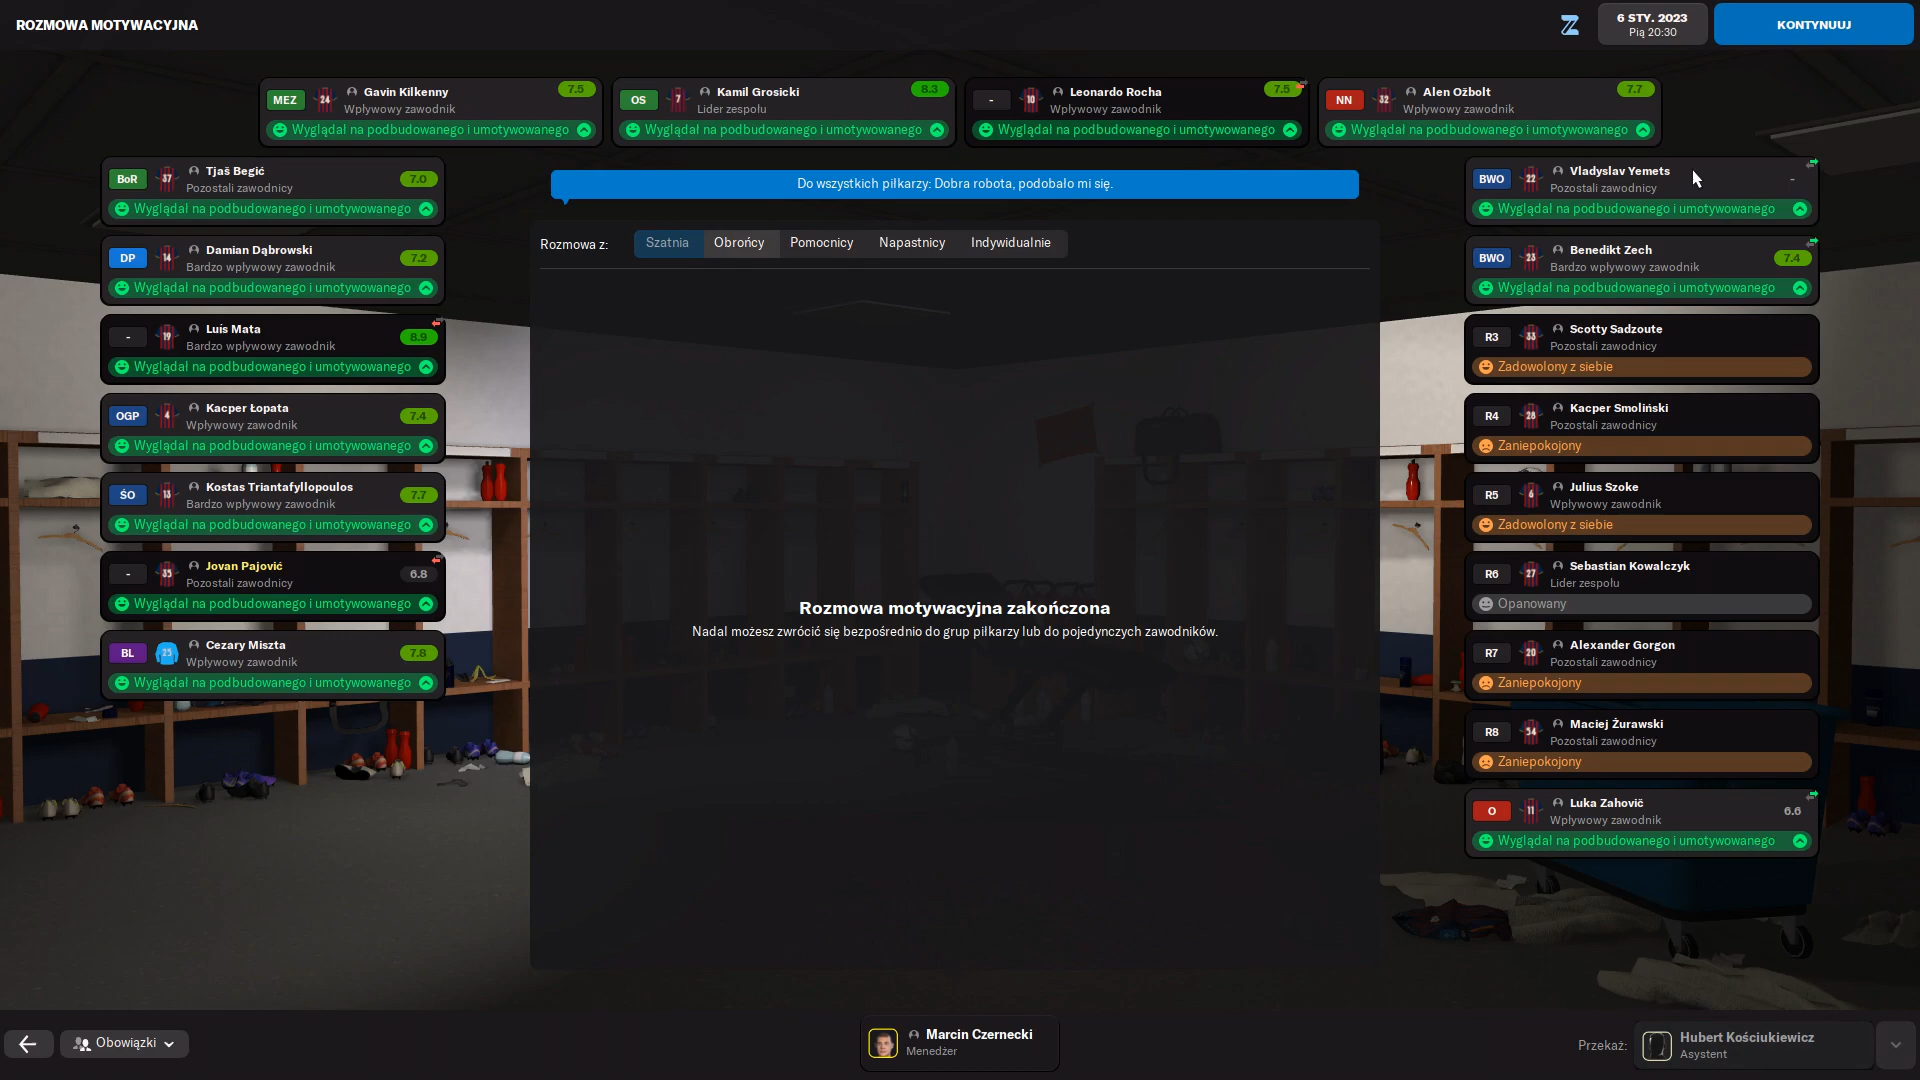 ROZMOWA MOTYWACYJNA
6 STY. 2023
Pią 20:30
KONTYNUUJ
MEZ 24 Gavin Kilkenny 7.5
Wpływowy zawodnik
Wyglądał na podbudowanego i umotywowanego
OS 7 Kamil Grosicki 8.3
Lider zespołu
Wyglądał na podbudowanego i umotywowanego
- 10 Leonardo Rocha 7.5
Wpływowy zawodnik
Wyglądał na podbudowanego i umotywowanego
NN 32 Alen Ožbolt 7.7
Wpływowy zawodnik
Wyglądał na podbudowanego i umotywowanego
BoR 37 Tjaš Begić 7.0
Pozostali zawodnicy
Wyglądał na podbudowanego i umotywowanego
DP 14 Damian Dąbrowski 7.2
Bardzo wpływowy zawodnik
Wyglądał na podbudowanego i umotywowanego
- 19 Luís Mata 8.9
Bardzo wpływowy zawodnik
Wyglądał na podbudowanego i umotywowanego
OGP 4 Kacper Łopata 7.4
Wpływowy zawodnik
Wyglądał na podbudowanego i umotywowanego
ŚO 13 Kostas Triantafyllopoulos 7.7
Bardzo wpływowy zawodnik
Wyglądał na podbudowanego i umotywowanego
- 35 Jovan Pajović 6.8
Pozostali zawodnicy
Wyglądał na podbudowanego i umotywowanego
BL 25 Cezary Miszta 7.8
Wpływowy zawodnik
Wyglądał na podbudowanego i umotywowanego
Do wszystkich piłkarzy: Dobra robota, podobało mi się.
Rozmowa z: Szatnia Obrońcy Pomocnicy Napastnicy Indywidualnie
Rozmowa motywacyjna zakończona
Nadal możesz zwrócić się bezpośrednio do grup piłkarzy lub do pojedynczych zawodników.
BWO 22 Vladyslav Yemets -
Pozostali zawodnicy
Wyglądał na podbudowanego i umotywowanego
BWO 23 Benedikt Zech 7.4
Bardzo wpływowy zawodnik
Wyglądał na podbudowanego i umotywowanego
R3 33 Scotty Sadzoute
Pozostali zawodnicy
Zadowolony z siebie
R4 28 Kacper Smoliński
Pozostali zawodnicy
Zaniepokojony
R5 6 Julius Szoke
Wpływowy zawodnik
Zadowolony z siebie
R6 27 Sebastian Kowalczyk
Lider zespołu
Opanowany
R7 20 Alexander Gorgon
Pozostali zawodnicy
Zaniepokojony
R8 34 Maciej Żurawski
Pozostali zawodnicy
Zaniepokojony
O 11 Luka Zahovič 6.6
Wpływowy zawodnik
Wyglądał na podbudowanego i umotywowanego
Obowiązki
Marcin Czernecki
Menedżer
Przekaż: Hubert Kościukiewicz
Asystent